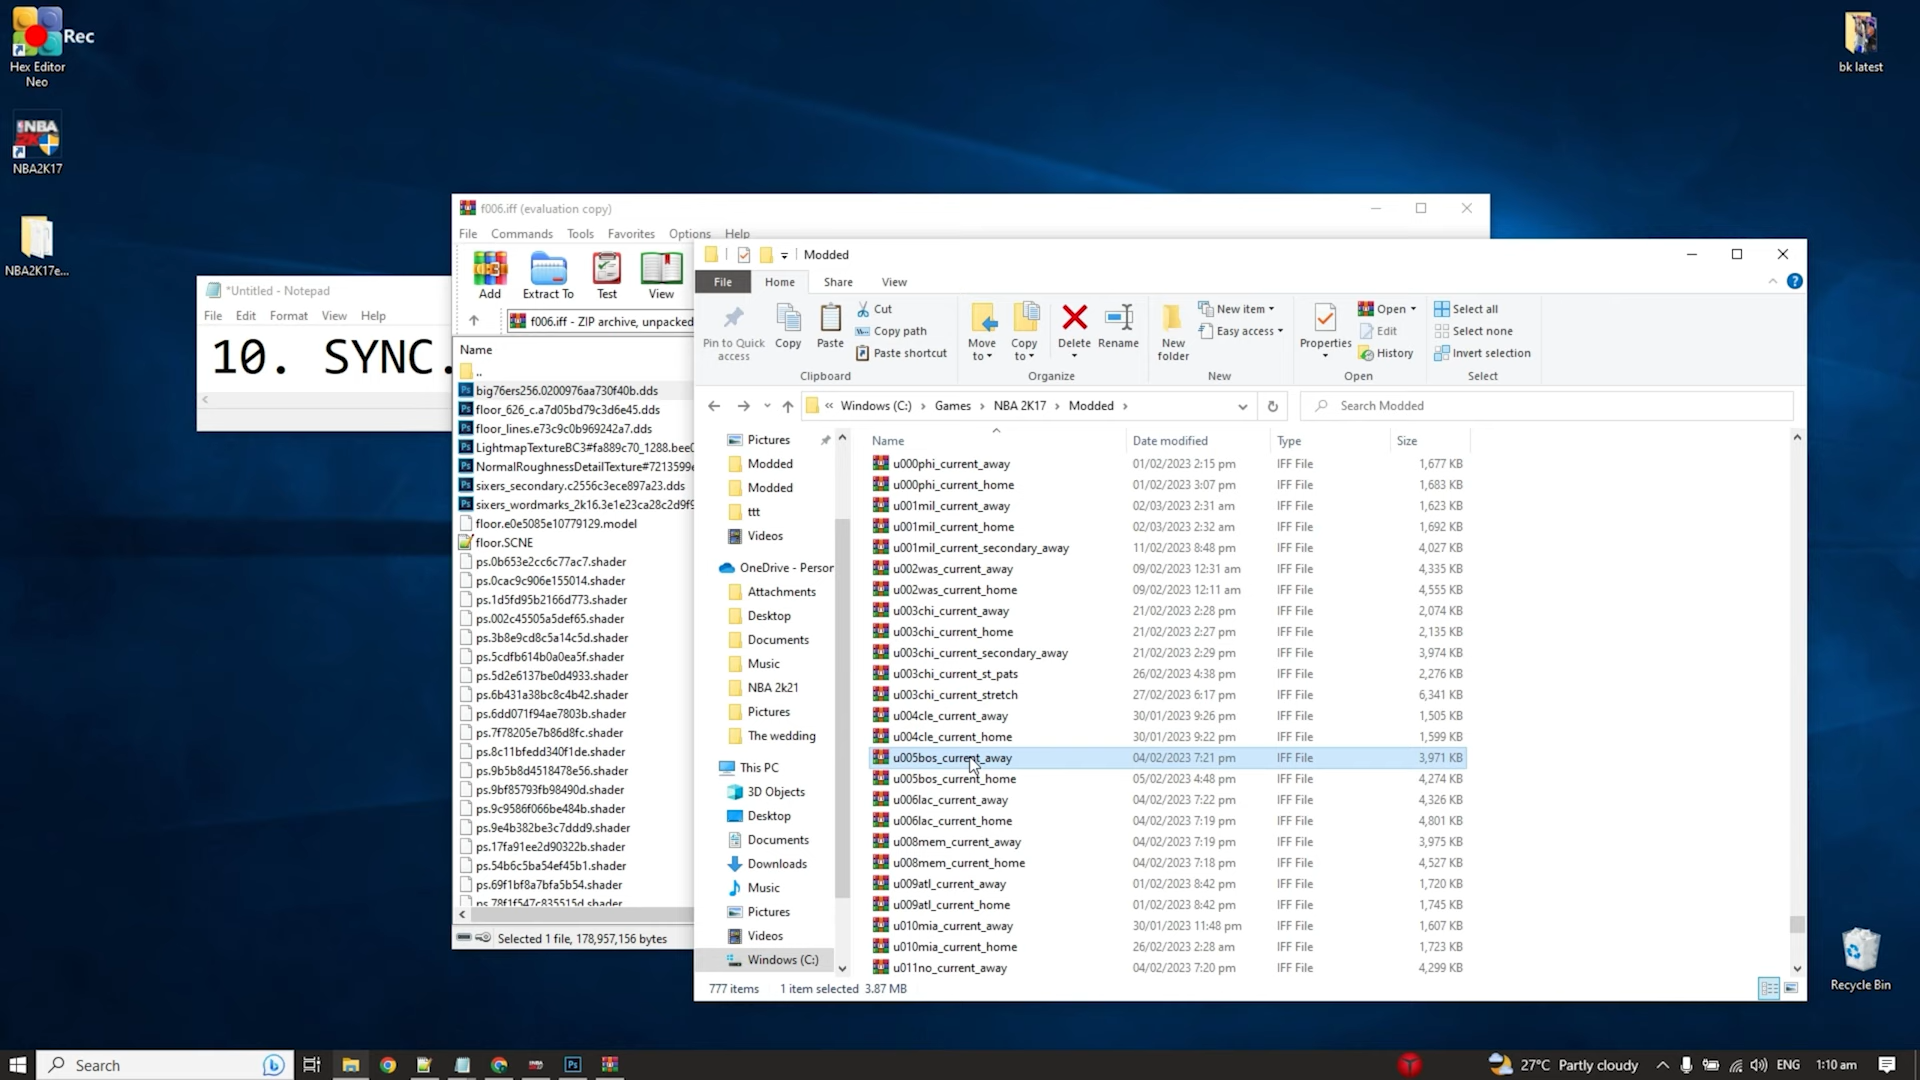 Rec
Hex Editor
Neo
NBA2K17
NBA2K17e...
bk latest
Recycle Bin
*Untitled - Notepad
File Edit Format View Help
10. SYNC.
f006.iff (evaluation copy)
File Commands Tools Favorites Options Help
Add Extract To Test View
f006.iff - ZIP archive, unpacked
Name
..
big76ers256.0200976aa730f40b.dds
floor_626_c.a7d05bd79c3d6e45.dds
floor_lines.e73c9c0b969242a7.dds
LightmapTextureBC3#fa889c70_1288.bee0
NormalRoughnessDetailTexture#7213599e
sixers_secondary.c2556c3ece897a23.dds
sixers_wordmarks_2k16.3e1e23ca28c2d9f9
floor.e0e5085e10779129.model
floor.SCNE
ps.0b653e2cc6c77ac7.shader
ps.0cac9c906e155014.shader
ps.1d5fd95b2166d773.shader
ps.002c45505a5def65.shader
ps.3b8e9cd8c5a14c5d.shader
ps.5cdfb614b0a0ea5f.shader
ps.5d2e6137be0d4933.shader
ps.6b431a38bc8c4b42.shader
ps.6dd071f94ae7803b.shader
ps.7f78205e7b86d8fc.shader
ps.8c11bfedd340f1de.shader
ps.9b5b8d4518478e56.shader
ps.9bf85793fb98490d.shader
ps.9c9586f066be484b.shader
ps.9e4b382be3c7ddd9.shader
ps.17fa91ee2d90322b.shader
ps.54b6c5ba54ef45b1.shader
ps.69f1bf8a7bfa5b54.shader
ps.78f1f547c835515d.shader
Selected 1 file, 178,957,156 bytes
Modded
File Home Share View
Pin to Quick access
Copy
Paste
Cut
Copy path
Paste shortcut
Clipboard
Move to
Copy to
Delete
Rename
Organize
New folder
New item
Easy access
New
Properties
Open
Edit
History
Open
Select all
Select none
Invert selection
Select
« Windows (C:) › Games › NBA 2K17 › Modded ›
Search Modded
Pictures
Modded
Modded
ttt
Videos
OneDrive - Person
Attachments
Desktop
Documents
Music
NBA 2k21
Pictures
The wedding
This PC
3D Objects
Desktop
Documents
Downloads
Music
Pictures
Videos
Windows (C:)
Name Date modified Type Size
u000phi_current_away 01/02/2023 2:15 pm IFF File 1,677 KB
u000phi_current_home 01/02/2023 3:07 pm IFF File 1,683 KB
u001mil_current_away 02/03/2023 2:31 am IFF File 1,623 KB
u001mil_current_home 02/03/2023 2:32 am IFF File 1,692 KB
u001mil_current_secondary_away 11/02/2023 8:48 pm IFF File 4,027 KB
u002was_current_away 09/02/2023 12:31 am IFF File 4,335 KB
u002was_current_home 09/02/2023 12:11 am IFF File 4,555 KB
u003chi_current_away 21/02/2023 2:28 pm IFF File 2,074 KB
u003chi_current_home 21/02/2023 2:27 pm IFF File 2,135 KB
u003chi_current_secondary_away 21/02/2023 2:29 pm IFF File 3,974 KB
u003chi_current_st_pats 26/02/2023 4:38 pm IFF File 2,276 KB
u003chi_current_stretch 27/02/2023 6:17 pm IFF File 6,341 KB
u004cle_current_away 30/01/2023 9:26 pm IFF File 1,505 KB
u004cle_current_home 30/01/2023 9:22 pm IFF File 1,599 KB
u005bos_current_away 04/02/2023 7:21 pm IFF File 3,971 KB
u005bos_current_home 05/02/2023 4:48 pm IFF File 4,274 KB
u006lac_current_away 04/02/2023 7:22 pm IFF File 4,326 KB
u006lac_current_home 04/02/2023 7:19 pm IFF File 4,801 KB
u008mem_current_away 04/02/2023 7:19 pm IFF File 3,975 KB
u008mem_current_home 04/02/2023 7:18 pm IFF File 4,527 KB
u009atl_current_away 01/02/2023 8:42 pm IFF File 1,720 KB
u009atl_current_home 01/02/2023 8:42 pm IFF File 1,745 KB
u010mia_current_away 30/01/2023 11:48 pm IFF File 1,607 KB
u010mia_current_home 26/02/2023 2:28 am IFF File 1,723 KB
u011no_current_away 04/02/2023 7:20 pm IFF File 4,299 KB
777 items 1 item selected 3.87 MB
Search
27°C Partly cloudy ENG 1:10 am